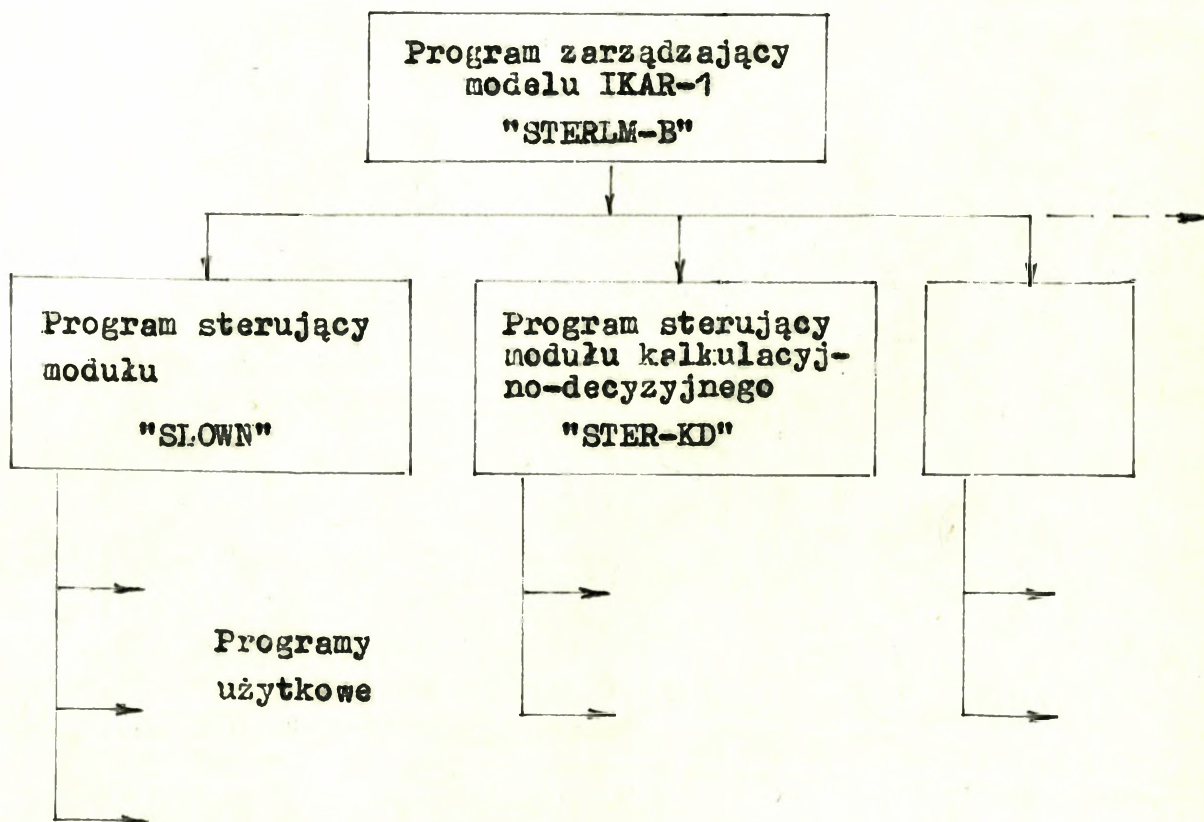 Program zarządzający
modelu IKAR-1
"STERLM-B"
Program sterujący
modułu
"SŁOWN"
Program sterujący
modułu kalkulacyj-
no-decyzyjnego
"STER-KD"
Programy
użytkowe